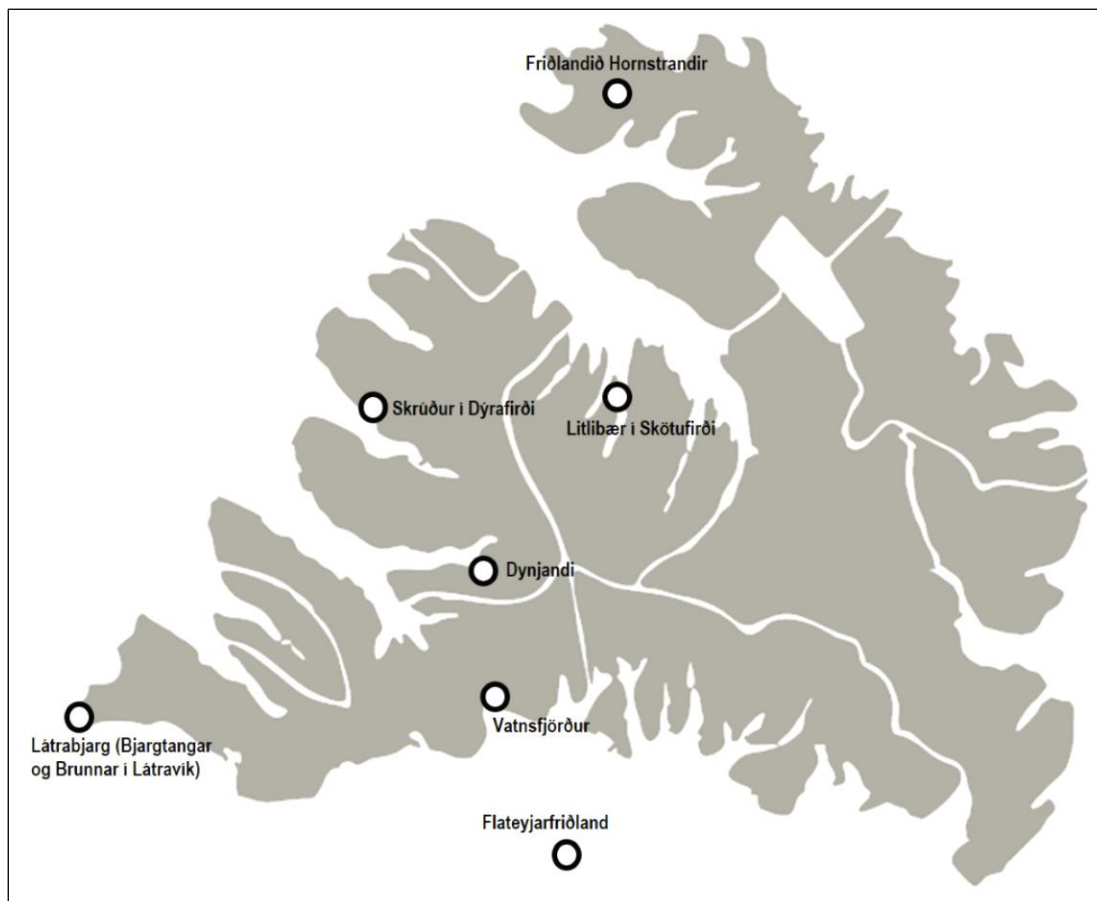 Friðlandið Hornstrandir
Skrúður í Dýrafirði
Litlibær í Skötufirði
Dynjandi
Vatnsfjörður
Látrabjarg (Bjargtangar
og Brunnar í Látravík)
Flateyjarfriðland